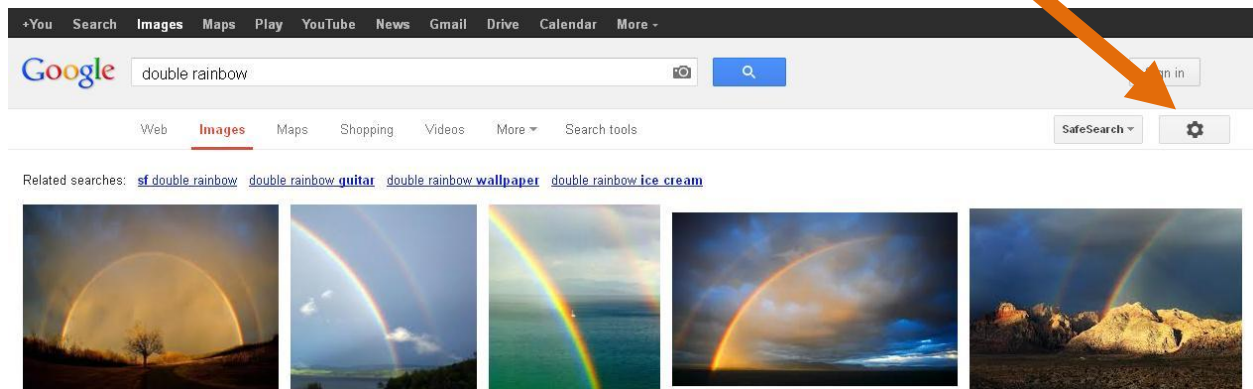 +You Search Images Maps Play YouTube News Gmail Drive Calendar More
Google double rainbow
in
Web Images Maps Shopping Videos More Search tools SafeSearch
Related searches: sf double rainbow double rainbow guitar double rainbow wallpaper double rainbow ice cream